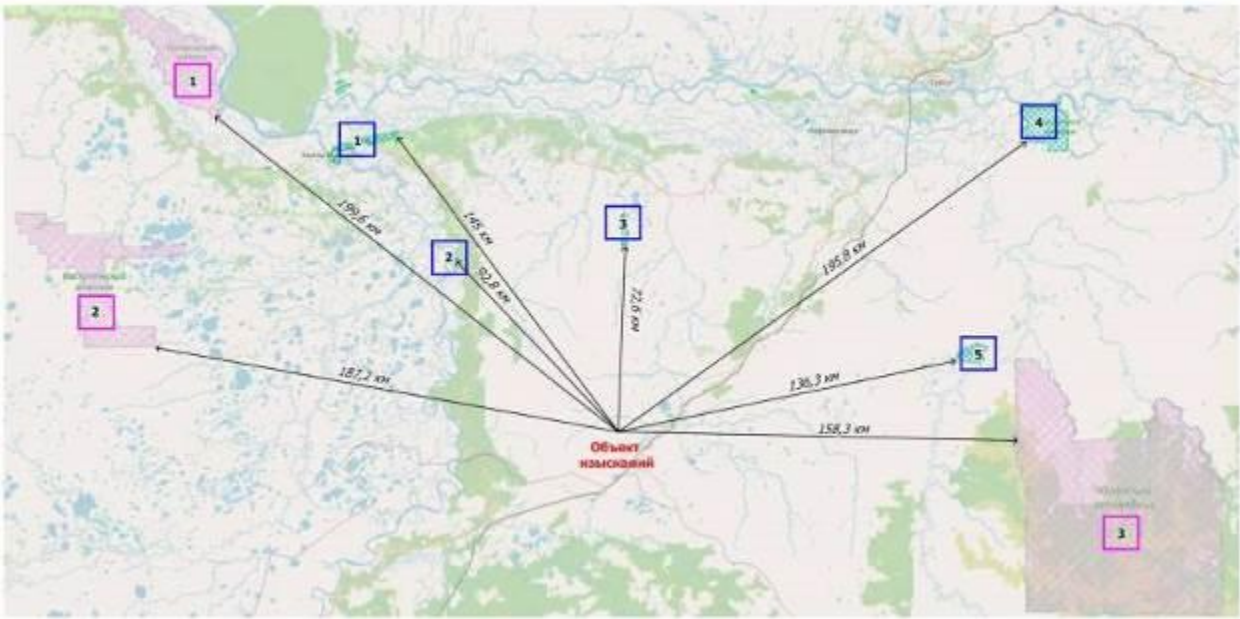 1
1
4
199,6 км
145 км
3
2
92,8 км
195,8 км
72,6 км
2
187,2 км
5
136,3 км
158,3 км
Объект
изысканий
3